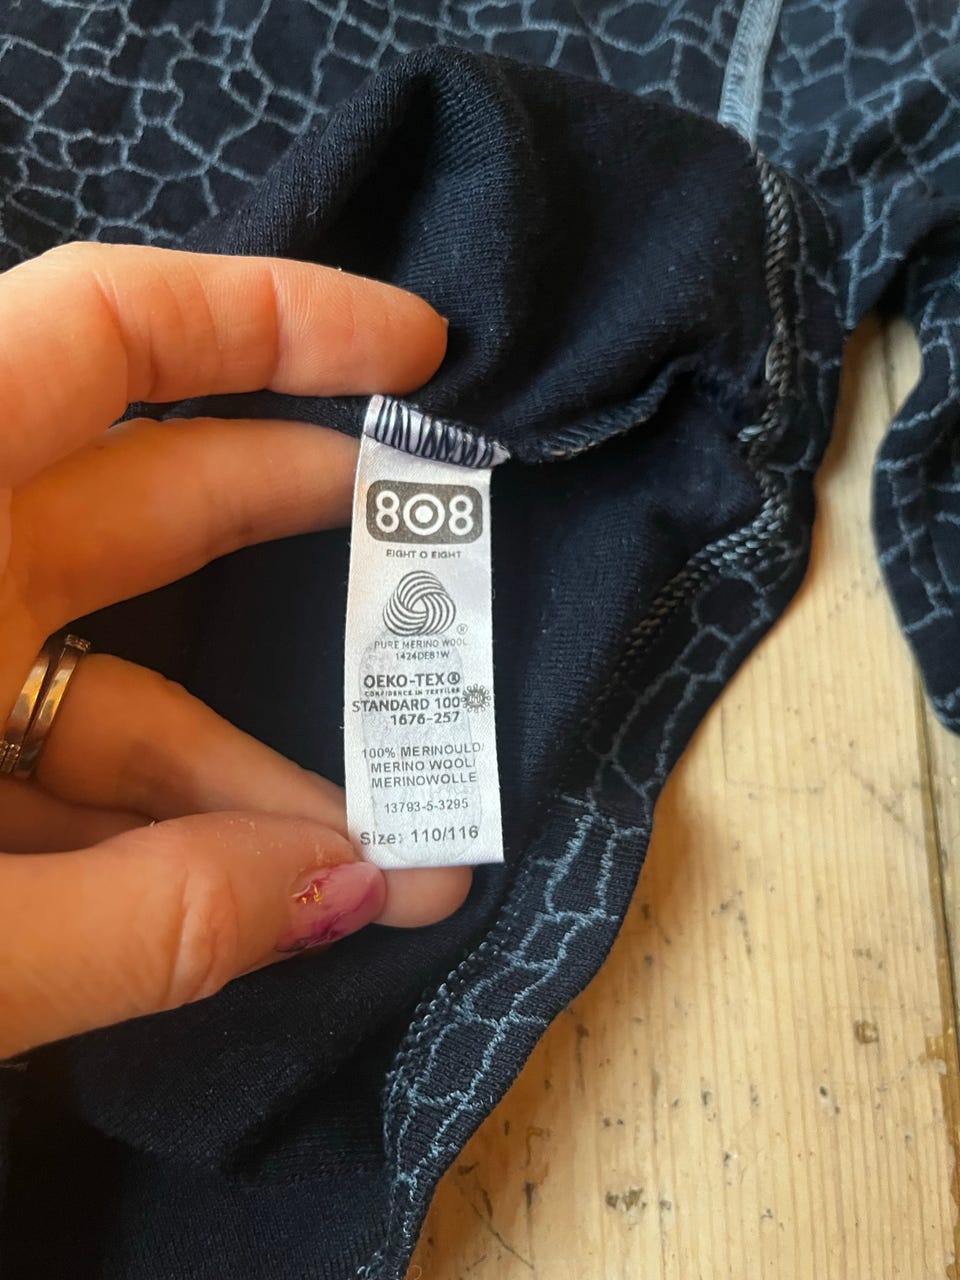 808
EIGHT O EIGHT
®
PURE MERINO WOOL
1424DE81W
OEKO-TEX®
CONFIDENCE IN TEXTILES
STANDARD 100
1676-257
100% MERINOULD/
MERINO WOOL/
MERINOWOLLE
13793-5-3295
Size: 110/116